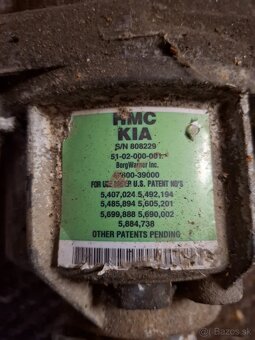 HMC
KIA
S/N 808229
51-02-000-001
BorgWarner Inc.
47800-39000
FOR USE UNDER U.S. PATENT NO'S
5,407,024 5,492,194
5,485,894 5,605,201
5,699,888 5,690,002
5,884,738
OTHER PATENTS PENDING